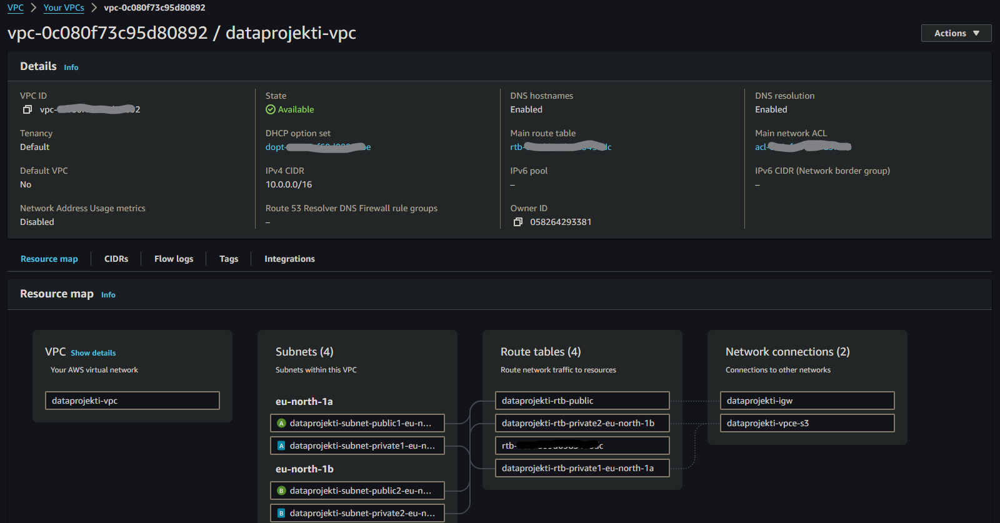 VPC > Your VPCs > vpc-0c080f73c95d80892
vpc-0c080f73c95d80892 / dataprojekti-vpc
Actions ▼
Details Info
VPC ID
vpc- 2
State
Available
DNS hostnames
Enabled
DNS resolution
Enabled
Tenancy
Default
DHCP option set
dopt- e
Main route table
rtb- c
Main network ACL
acl-
Default VPC
No
IPv4 CIDR
10.0.0.0/16
IPv6 pool
–
IPv6 CIDR (Network border group)
–
Network Address Usage metrics
Disabled
Route 53 Resolver DNS Firewall rule groups
–
Owner ID
058264293381
Resource map
CIDRs
Flow logs
Tags
Integrations
Resource map Info
VPC Show details
Your AWS virtual network
dataprojekti-vpc
Subnets (4)
Subnets within this VPC
eu-north-1a
A dataprojekti-subnet-public1-eu-n...
A dataprojekti-subnet-private1-eu-n...
eu-north-1b
B dataprojekti-subnet-public2-eu-n...
B dataprojekti-subnet-private2-eu-n...
Route tables (4)
Route network traffic to resources
dataprojekti-rtb-public
dataprojekti-rtb-private2-eu-north-1b
rtb- c
dataprojekti-rtb-private1-eu-north-1a
Network connections (2)
Connections to other networks
dataprojekti-igw
dataprojekti-vpce-s3